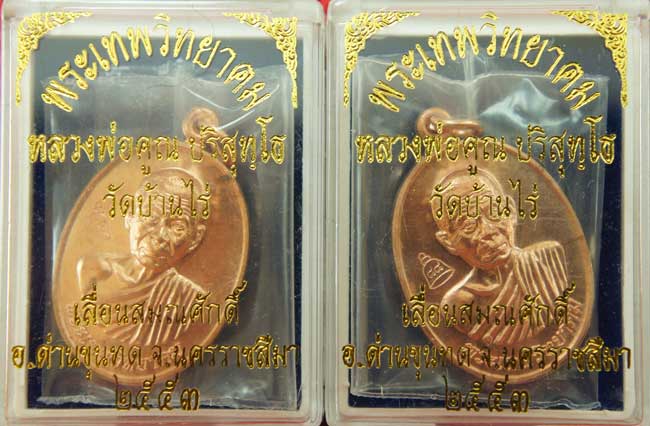 พระเทพวิทยาคม
หลวงพ่อคูณ ปริสุทฺโธ
วัดบ้านไร่
เลื่อนสมณศักดิ์
อ.ด่านขุนทด จ.นครราชสีมา
๒๕๕๓
พระเทพวิทยาคม
หลวงพ่อคูณ ปริสุทฺโธ
วัดบ้านไร่
เลื่อนสมณศักดิ์
อ.ด่านขุนทด จ.นครราชสีมา
๒๕๕๓